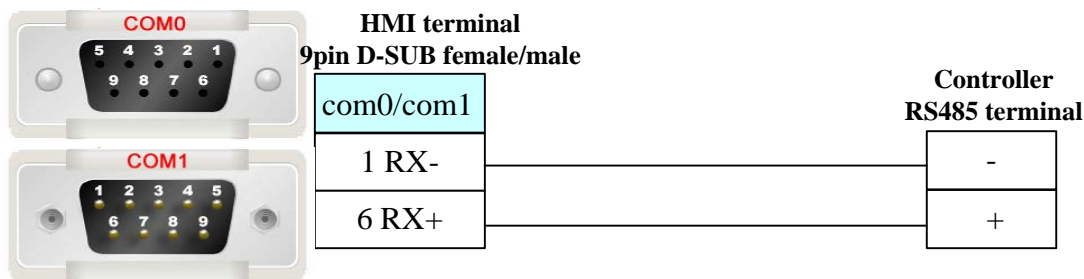 COM0
5 4 3 2 1
9 8 7 6
COM1
1 2 3 4 5
6 7 8 9
HMI terminal
9pin D-SUB female/male
com0/com1
1 RX-
6 RX+
Controller
RS485 terminal
-
+